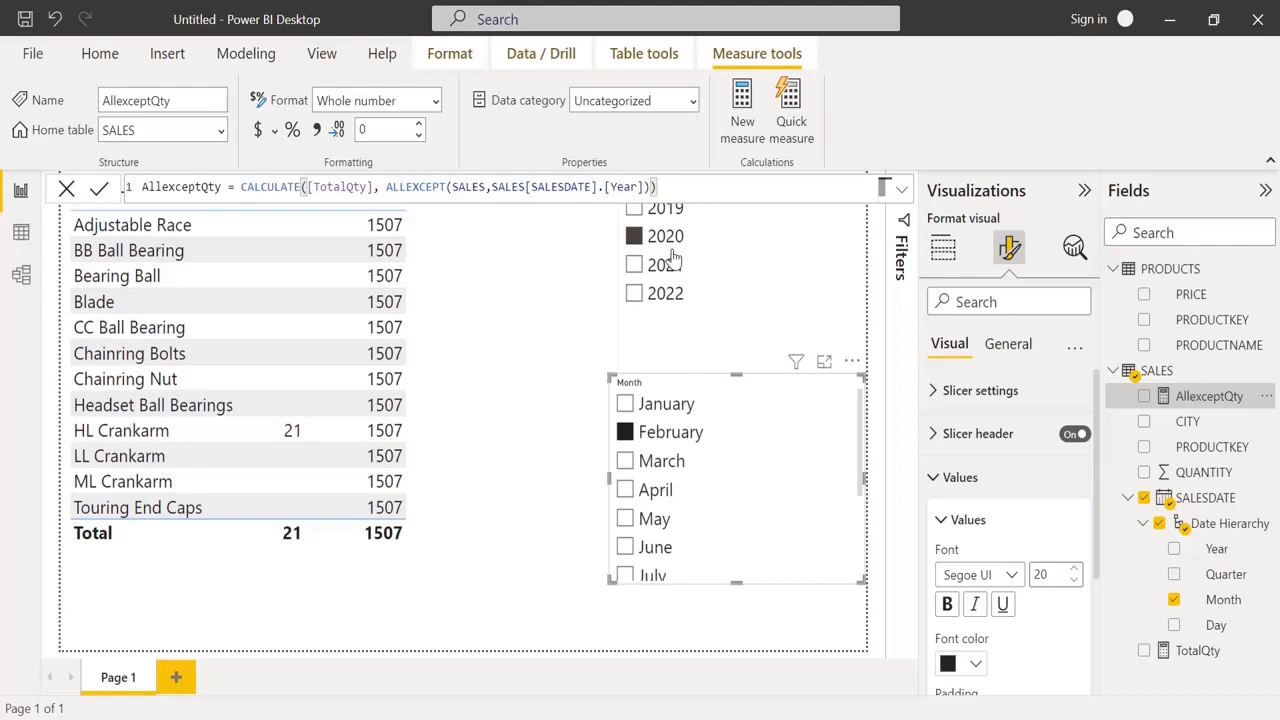 Untitled - Power BI Desktop
Search
Sign in
File
Home
Insert
Modeling
View
Help
Format
Data / Drill
Table tools
Measure tools
Name
AllexceptQty
Home table
SALES
Structure
$% Format
Whole number
$
%
0
Formatting
Data category
Uncategorized
Properties
New
measure
Quick
measure
Calculations
1 AllexceptQty = CALCULATE([TotalQty], ALLEXCEPT(SALES,SALES[SALESDATE].[Year]))
Adjustable Race 1507
BB Ball Bearing 1507
Bearing Ball 1507
Blade 1507
CC Ball Bearing 1507
Chainring Bolts 1507
Chainring Nut 1507
Headset Ball Bearings 1507
HL Crankarm 21 1507
LL Crankarm 1507
ML Crankarm 1507
Touring End Caps 1507
Total 21 1507
2019
2020
2022
Month
January
February
March
April
May
June
July
Filters
Visualizations
Format visual
Search
Visual
General
...
Slicer settings
Slicer header
On
Values
Values
Font
Segoe UI
20
B
I
U
Font color
Padding
Fields
Search
PRODUCTS
PRICE
PRODUCTKEY
PRODUCTNAME
SALES
AllexceptQty
CITY
PRODUCTKEY
QUANTITY
SALESDATE
Date Hierarchy
Year
Quarter
Month
Day
TotalQty
Page 1
Page 1 of 1